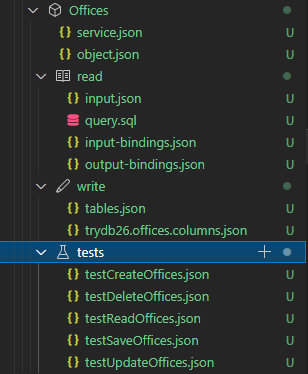 Offices
service.json
object.json
read
input.json U
query.sql U
input-bindings.json U
output-bindings.json U
write
tables.json U
trydb26.offices.columns.json U
tests
testCreateOffices.json U
testDeleteOffices.json U
testReadOffices.json U
testSaveOffices.json U
testUpdateOffices.json U